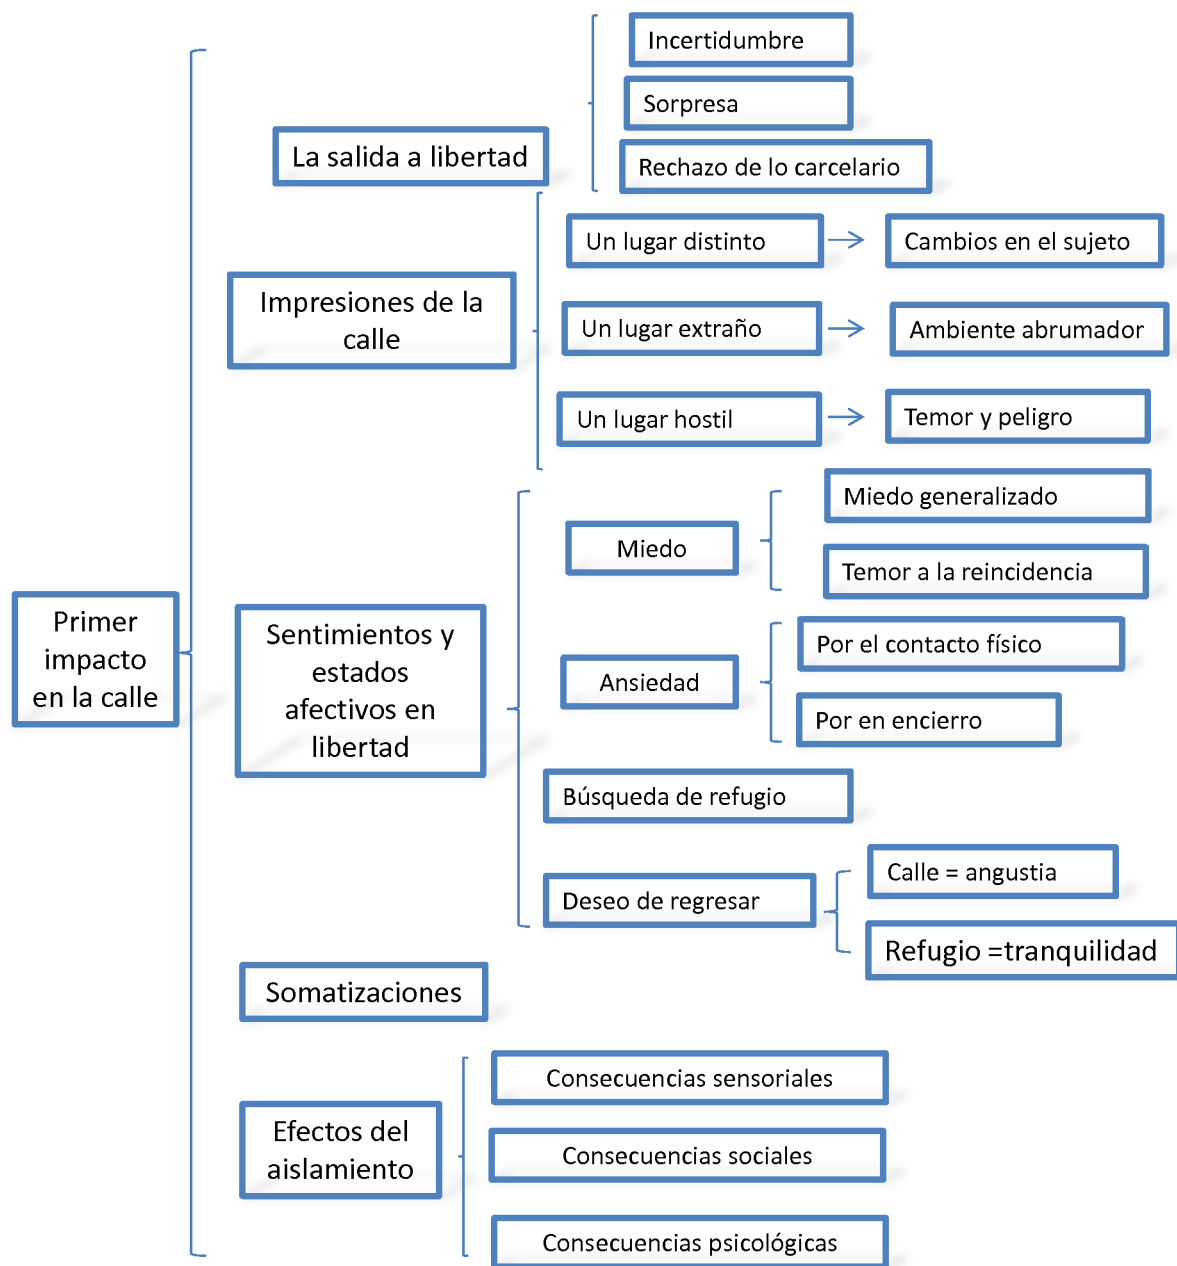 Primer
impacto
en la calle
La salida a libertad
Incertidumbre
Sorpresa
Rechazo de lo carcelario
Impresiones de la
calle
Un lugar distinto
Cambios en el sujeto
Un lugar extraño
Ambiente abrumador
Un lugar hostil
Temor y peligro
Sentimientos y
estados
afectivos en
libertad
Miedo
Miedo generalizado
Temor a la reincidencia
Ansiedad
Por el contacto físico
Por en encierro
Búsqueda de refugio
Deseo de regresar
Calle = angustia
Refugio =tranquilidad
Somatizaciones
Efectos del
aislamiento
Consecuencias sensoriales
Consecuencias sociales
Consecuencias psicológicas